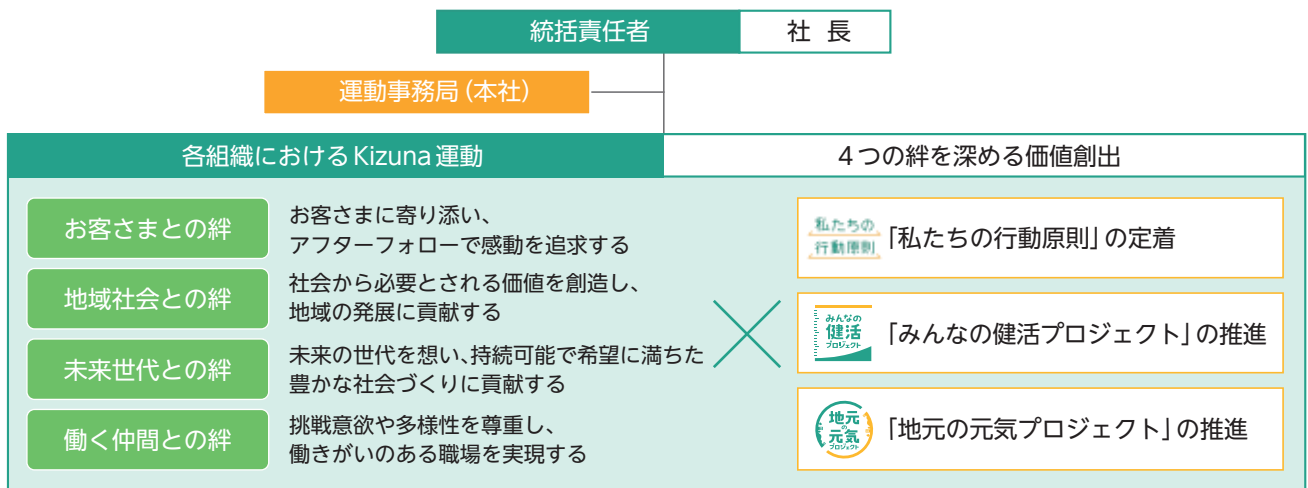 統括責任者
社 長
運動事務局（本社）
各組織におけるKizuna運動
4つの絆を深める価値創出
お客さまとの絆
お客さまに寄り添い、
アフターフォローで感動を追求する
地域社会との絆
社会から必要とされる価値を創造し、
地域の発展に貢献する
未来世代との絆
未来の世代を想い、持続可能で希望に満ちた
豊かな社会づくりに貢献する
働く仲間との絆
挑戦意欲や多様性を尊重し、
働きがいのある職場を実現する
私たちの
行動原則
「私たちの行動原則」の定着
みんなの
健活
プロジェクト
「みんなの健活プロジェクト」の推進
地元
の
元気
プロジェクト
「地元の元気プロジェクト」の推進